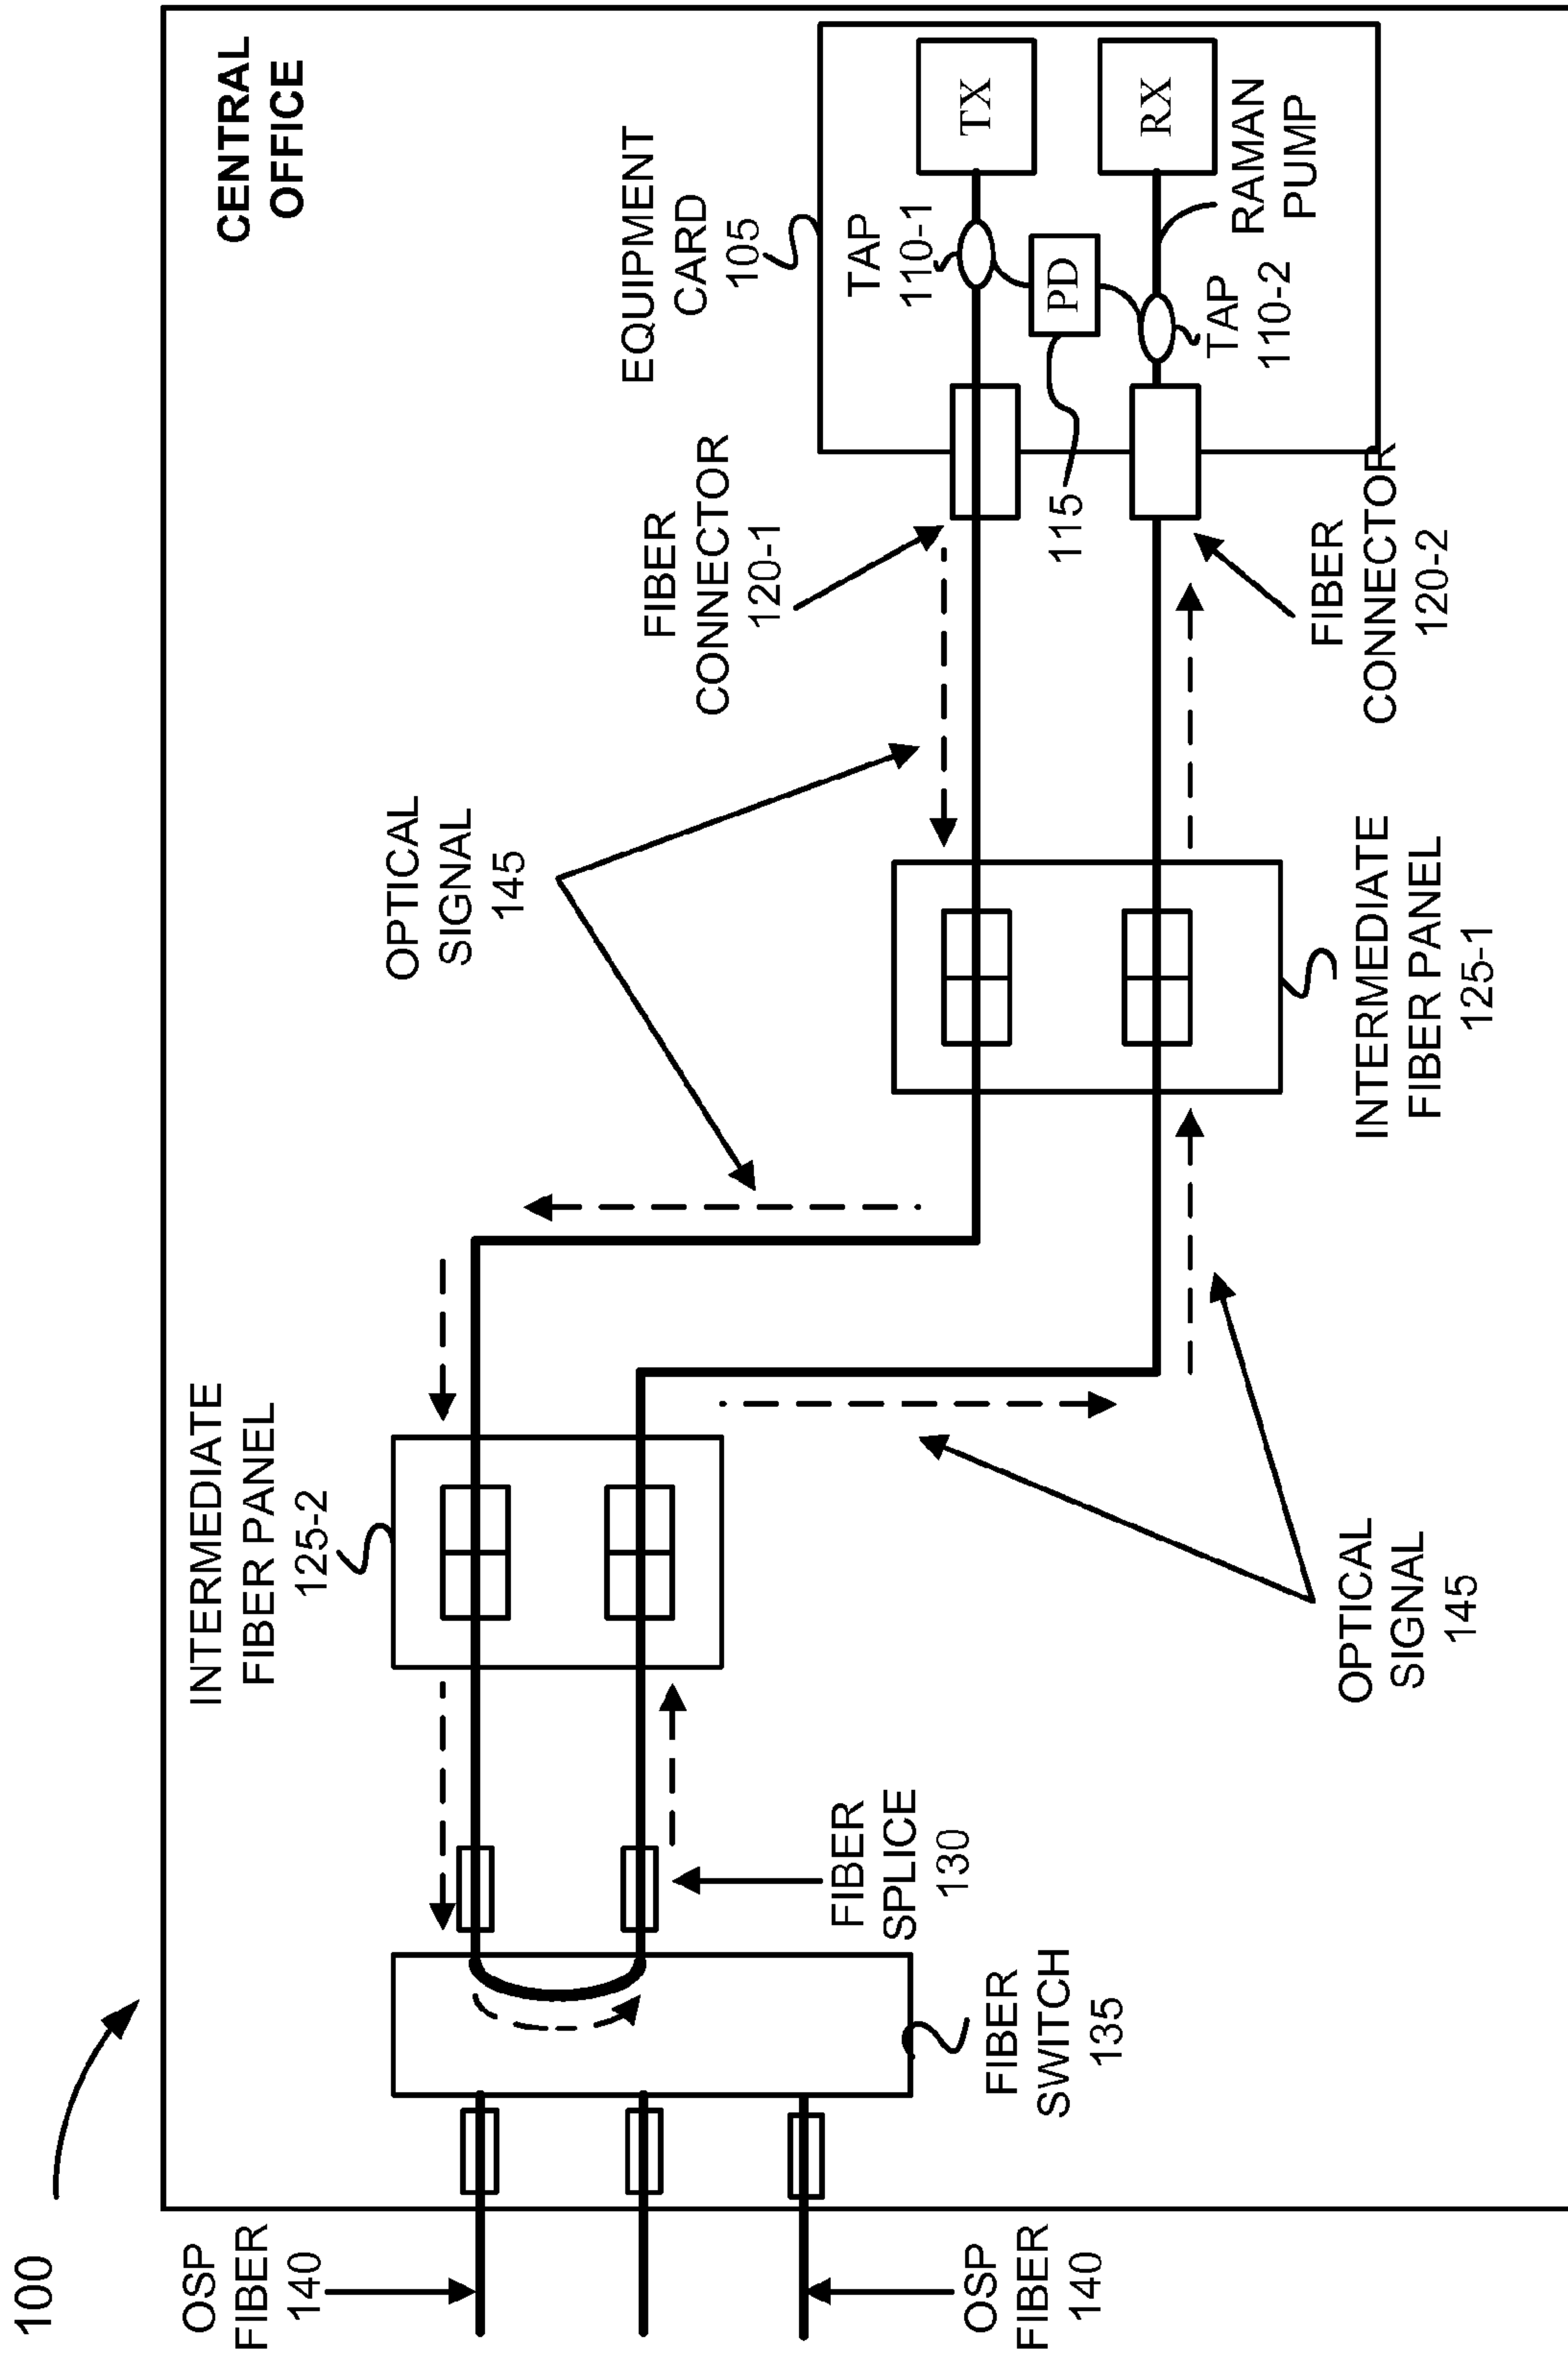 100
CENTRAL
OFFICE
OSP
FIBER
140
INTERMEDIATE
FIBER PANEL
125-2
OPTICAL
SIGNAL
145
FIBER
CONNECTOR
120-1
EQUIPMENT
CARD
105
TAP
110-1
TX
PD
115
RX
TAP
110-2
RAMAN
PUMP
FIBER
SPLICE
130
FIBER
SWITCH
135
OSP
FIBER
140
OPTICAL
SIGNAL
145
INTERMEDIATE
FIBER PANEL
125-1
FIBER
CONNECTOR
120-2